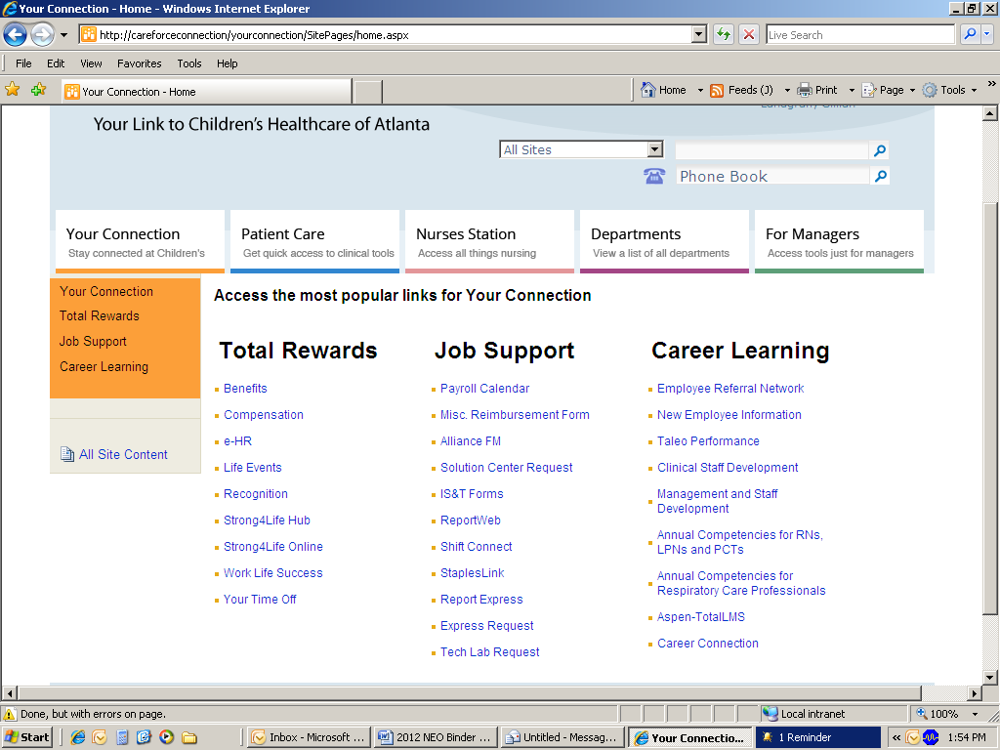 Your Connection - Home - Windows Internet Explorer
http://careforceconnection/yourconnection/SitePages/home.aspx
Live Search
File Edit View Favorites Tools Help
Your Connection - Home
Home Feeds (J) Print Page Tools »
Your Link to Children's Healthcare of Atlanta
All Sites
Phone Book
Your Connection Patient Care Nurses Station Departments For Managers
Stay connected at Children's Get quick access to clinical tools Access all things nursing View a list of all departments Access tools just for managers
Your Connection
Total Rewards
Job Support
Career Learning
All Site Content
Access the most popular links for Your Connection
Total Rewards
Benefits
Compensation
e-HR
Life Events
Recognition
Strong4Life Hub
Strong4Life Online
Work Life Success
Your Time Off
Job Support
Payroll Calendar
Misc. Reimbursement Form
Alliance FM
Solution Center Request
IS&T Forms
ReportWeb
Shift Connect
StaplesLink
Report Express
Express Request
Tech Lab Request
Career Learning
Employee Referral Network
New Employee Information
Taleo Performance
Clinical Staff Development
Management and Staff
Development
Annual Competencies for RNs,
LPNs and PCTs
Annual Competencies for
Respiratory Care Professionals
Aspen-TotalLMS
Career Connection
Done, but with errors on page. Local intranet 100%
Start Inbox - Microsoft ... 2012 NEO Binder ... Untitled - Messag... Your Connectio... 1 Reminder « 1:54 PM